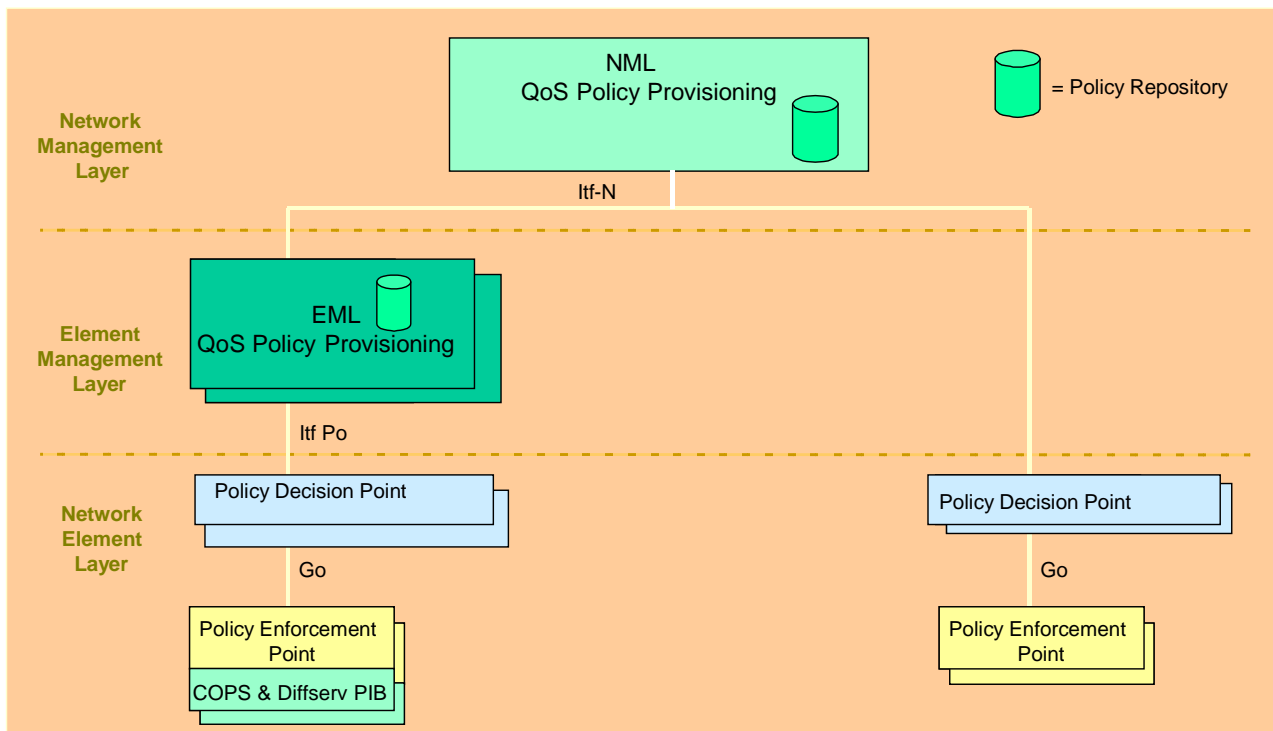 NML
QoS Policy Provisioning
= Policy Repository
Network
Management
Layer
Itf-N
EML
QoS Policy Provisioning
Element
Management
Layer
Itf Po
Policy Decision Point
Policy Decision Point
Network
Element
Layer
Go
Go
Policy Enforcement
Point
COPS & Diffserv PIB
Policy Enforcement
Point